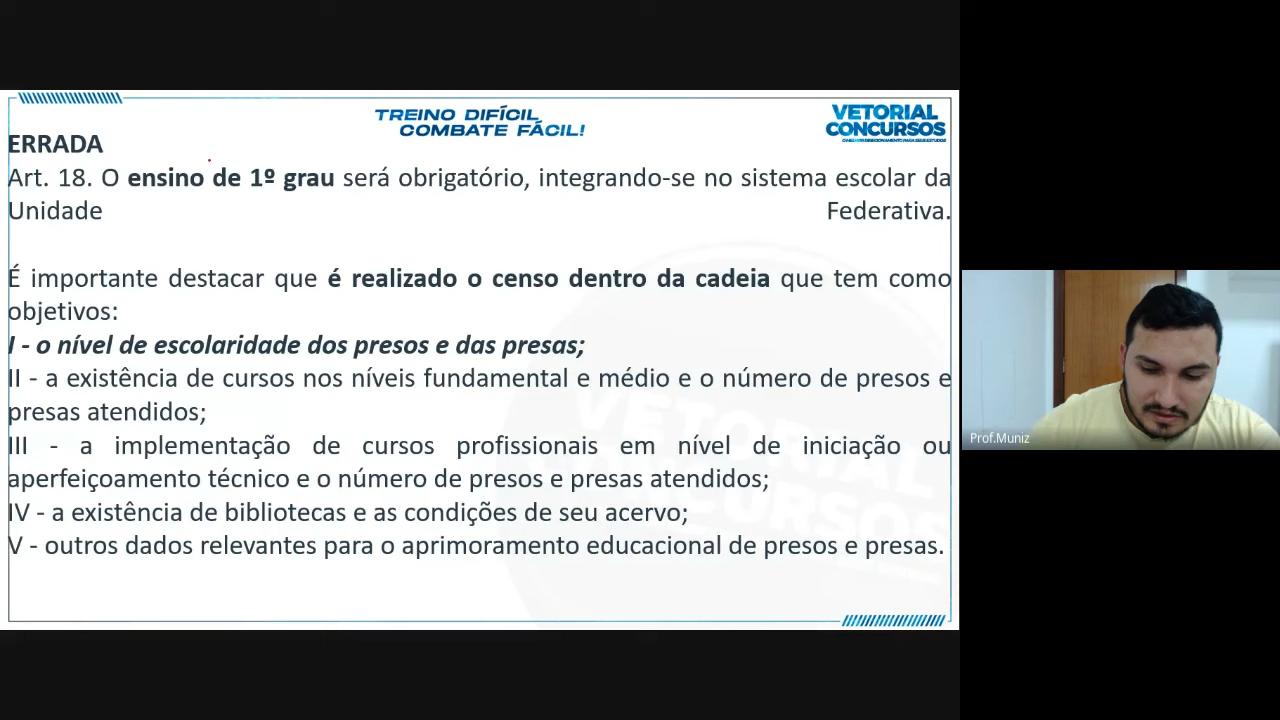 TREINO DIFÍCIL
COMBATE FÁCIL!
VETORIAL
CONCURSOS
ERRADA
Art. 18. O ensino de 1º grau será obrigatório, integrando-se no sistema escolar da
Unidade Federativa.
É importante destacar que é realizado o censo dentro da cadeia que tem como
objetivos:
I - o nível de escolaridade dos presos e das presas;
II - a existência de cursos nos níveis fundamental e médio e o número de presos e
presas atendidos;
III - a implementação de cursos profissionais em nível de iniciação ou
aperfeiçoamento técnico e o número de presos e presas atendidos;
IV - a existência de bibliotecas e as condições de seu acervo;
V - outros dados relevantes para o aprimoramento educacional de presos e presas.
VETORIAL
CONCURSOS
Prof.Muniz